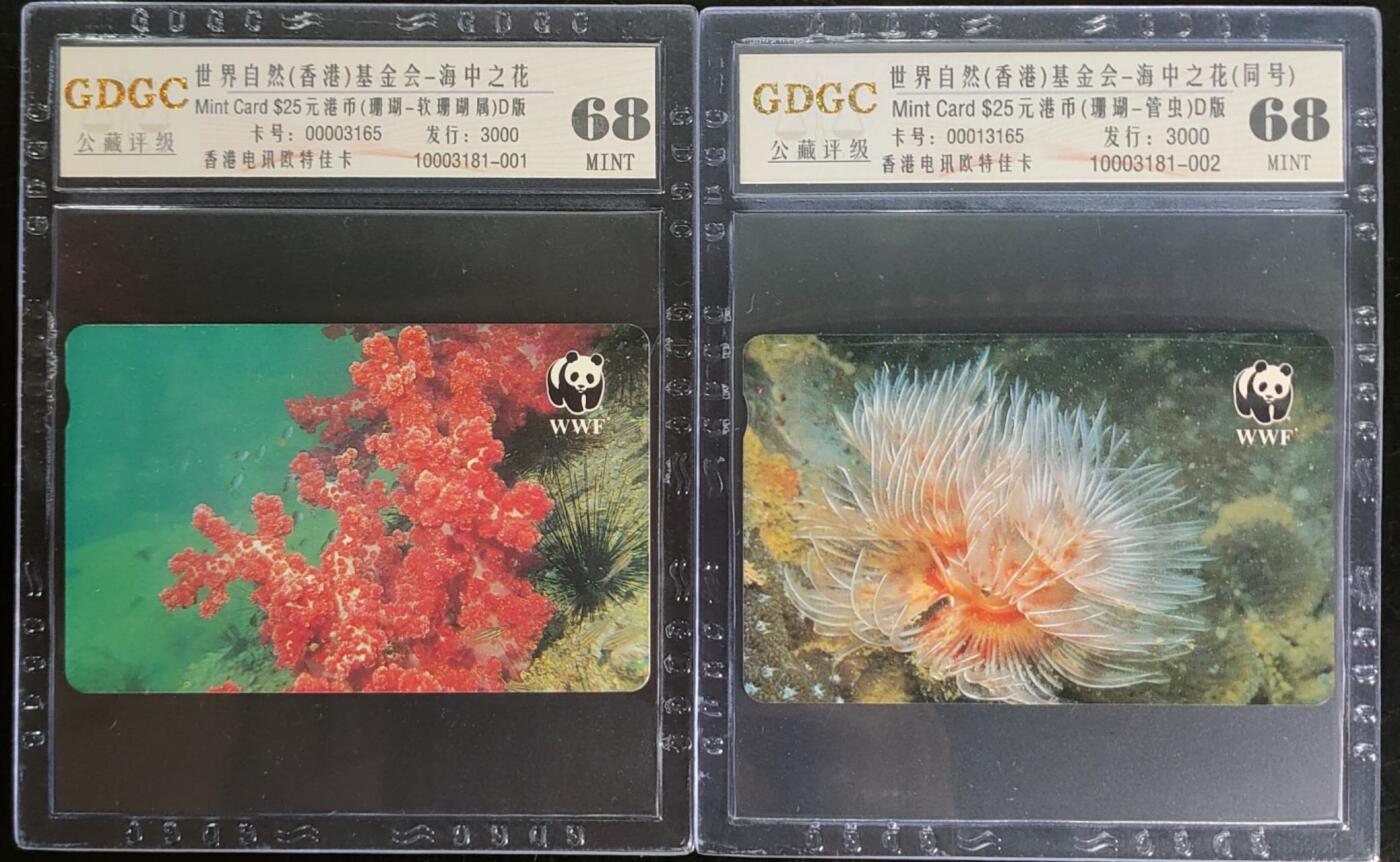 GDGC
公藏评级
世界自然(香港)基金会-海中之花
Mint Card $25元港币(珊瑚-软珊瑚属)D版
卡号：00003165 发行：3000
香港电讯欧特佳卡 10003181-001
68
MINT
WWF
GDGC
公藏评级
世界自然(香港)基金会-海中之花(同号)
Mint Card $25元港币(珊瑚-管虫)D版
卡号：00013165 发行：3000
香港电讯欧特佳卡 10003181-002
68
MINT
WWF